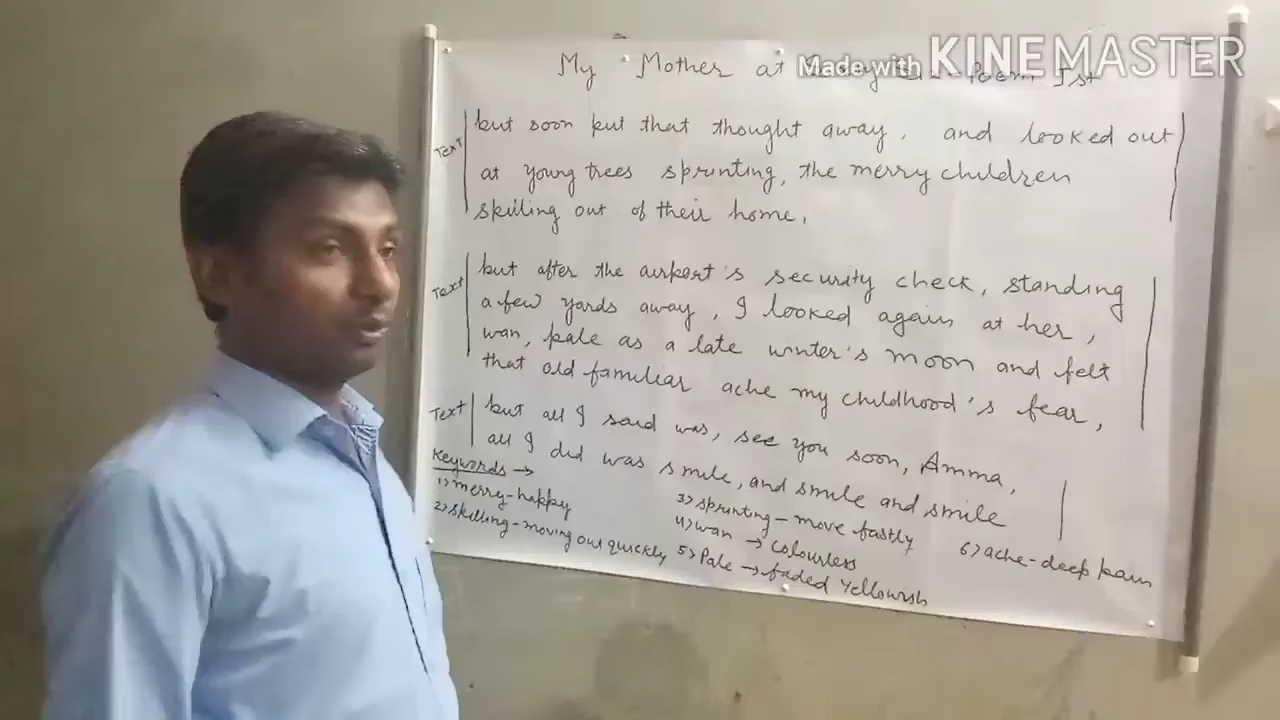 Made with KINEMASTER
My Mother at - Poem Ist
Text
but soon put that thought away, and looked out
at young trees sprinting, the merry children
skilling out of their home,
Text
but after the airport's security check, standing
a few yards away, I looked again at her,
wan, pale as a late winter's moon and felt
that old familiar ache my childhood's fear,
Text
but all I said was, see you soon, Amma,
all I did was smile, and smile and smile
Keywords →
1) merry-happy
2) skilling-moving out quickly
3) sprinting-move fastly
4) wan → colourless
5) Pale → faded Yellowish
6) ache-deep pain